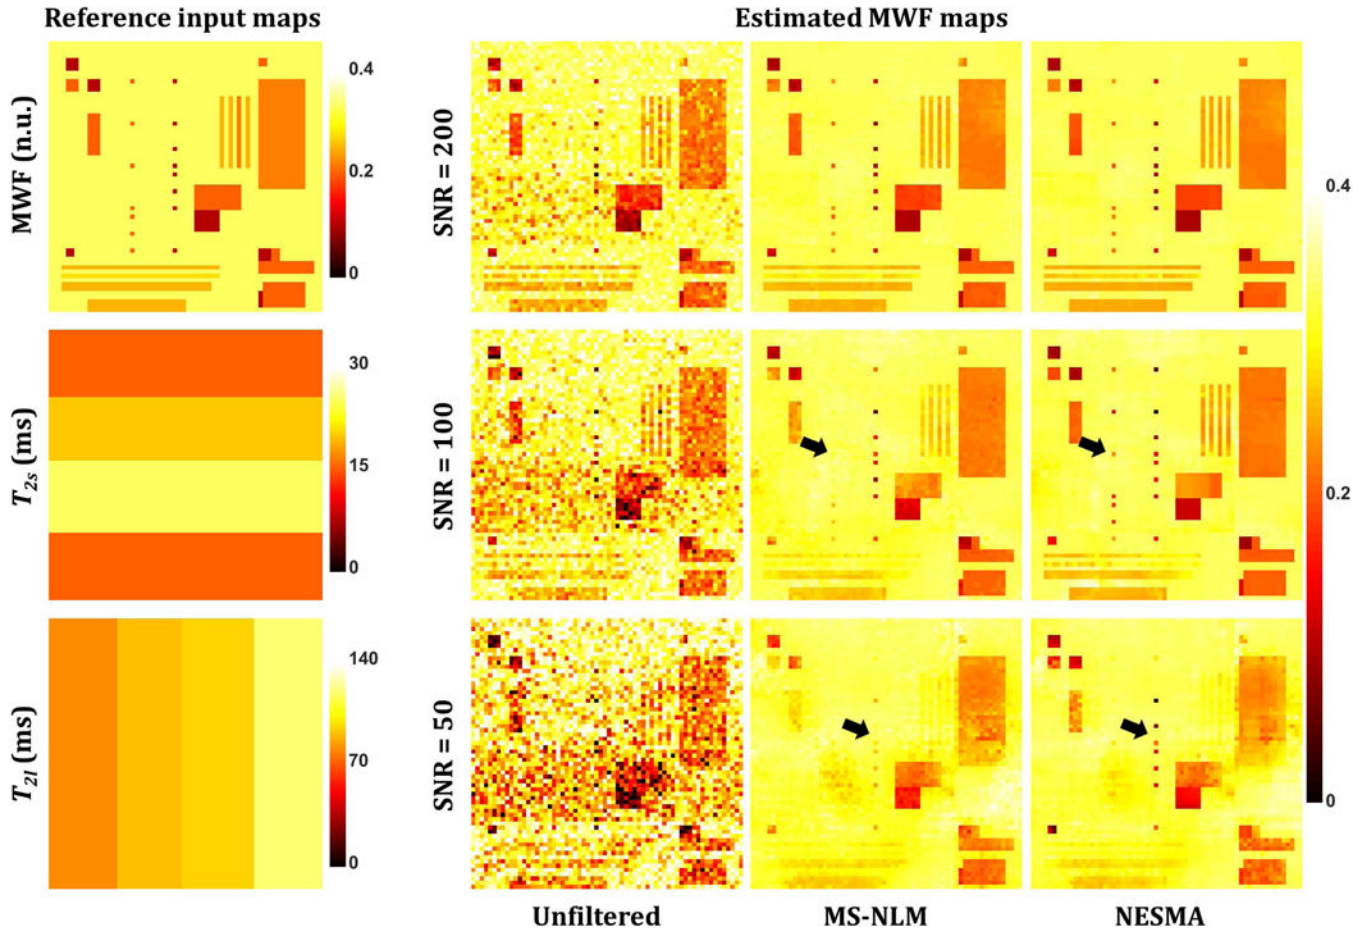 Reference input maps
Estimated MWF maps
MWF (n.u.)
0.4
0.2
0
SNR = 200
T2s (ms)
30
15
0
SNR = 100
0.4
0.2
0
T2l (ms)
140
70
0
SNR = 50
Unfiltered
MS-NLM
NESMA